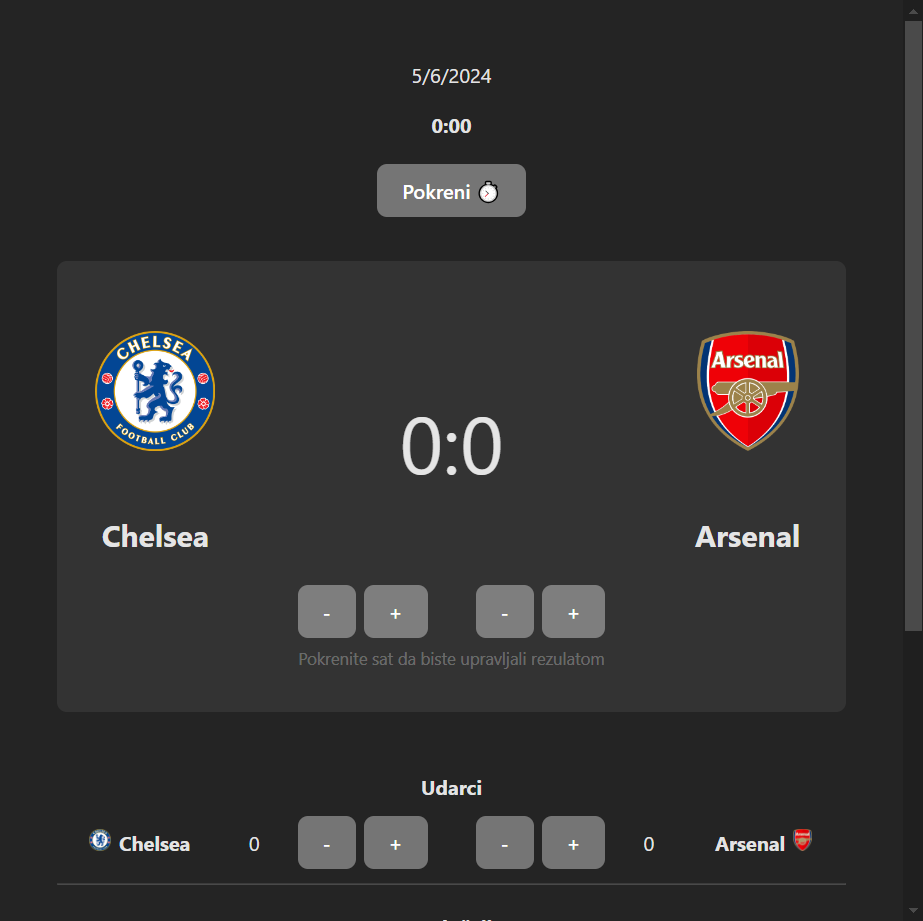 5/6/2024
0:00
Pokreni
CHELSEA
FOOTBALL CLUB
Arsenal
0:0
Chelsea
Arsenal
- + - +
Pokrenite sat da biste upravljali rezulatom
Udarci
Chelsea 0 - + - + 0 Arsenal